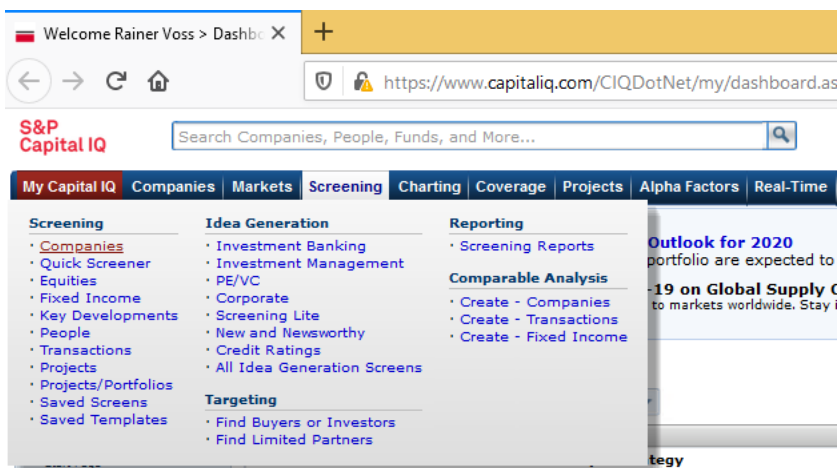 Welcome Rainer Voss > Dashbo
https://www.capitaliq.com/CIQDotNet/my/dashboard.as
S&P
Capital IQ
Search Companies, People, Funds, and More...
My Capital IQ Companies Markets Screening Charting Coverage Projects Alpha Factors Real-Time
Screening
Companies
Quick Screener
Equities
Fixed Income
Key Developments
People
Transactions
Projects
Projects/Portfolios
Saved Screens
Saved Templates
Idea Generation
Investment Banking
Investment Management
PE/VC
Corporate
Screening Lite
New and Newsworthy
Credit Ratings
All Idea Generation Screens
Targeting
Find Buyers or Investors
Find Limited Partners
Reporting
Screening Reports
Comparable Analysis
Create - Companies
Create - Transactions
Create - Fixed Income
Outlook for 2020
portfolio are expected to
-19 on Global Supply C
to markets worldwide. Stay i
tegy